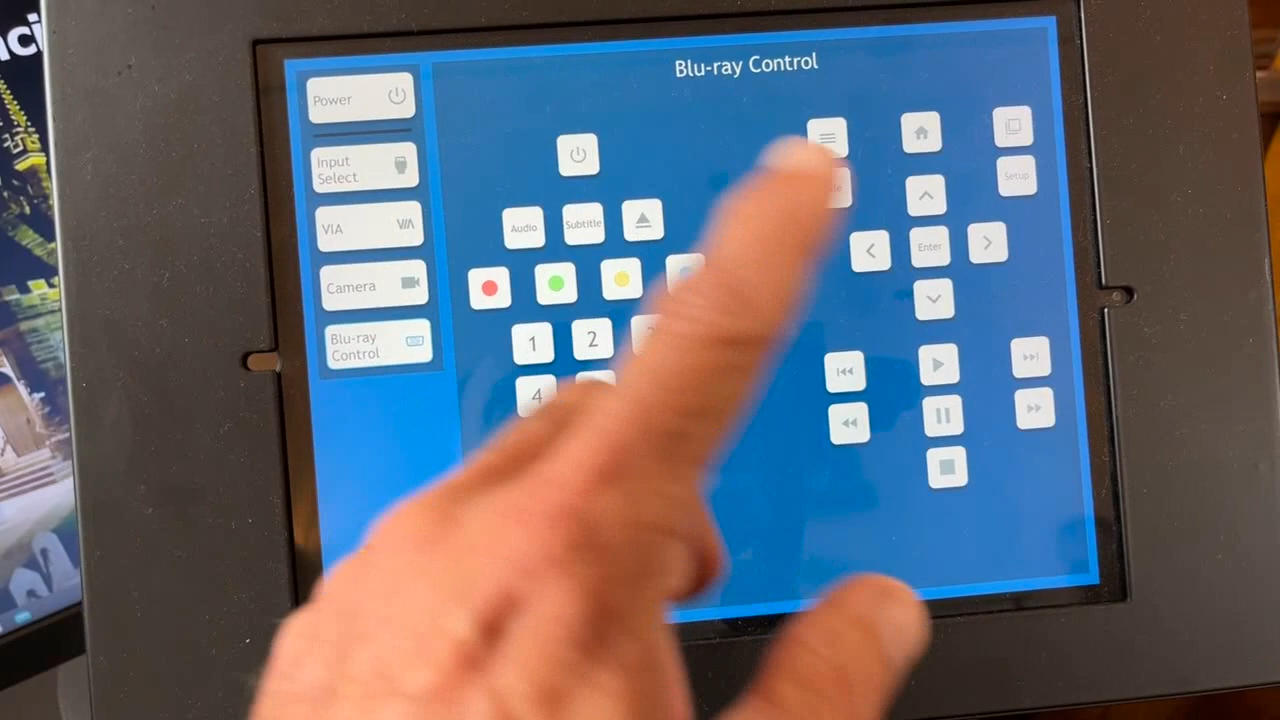 Blu-ray Control
Power
Input
Select
VIA
VIA
Camera
Blu-ray
Control
Audio
Subtitle
1
2
4
Setup
Enter